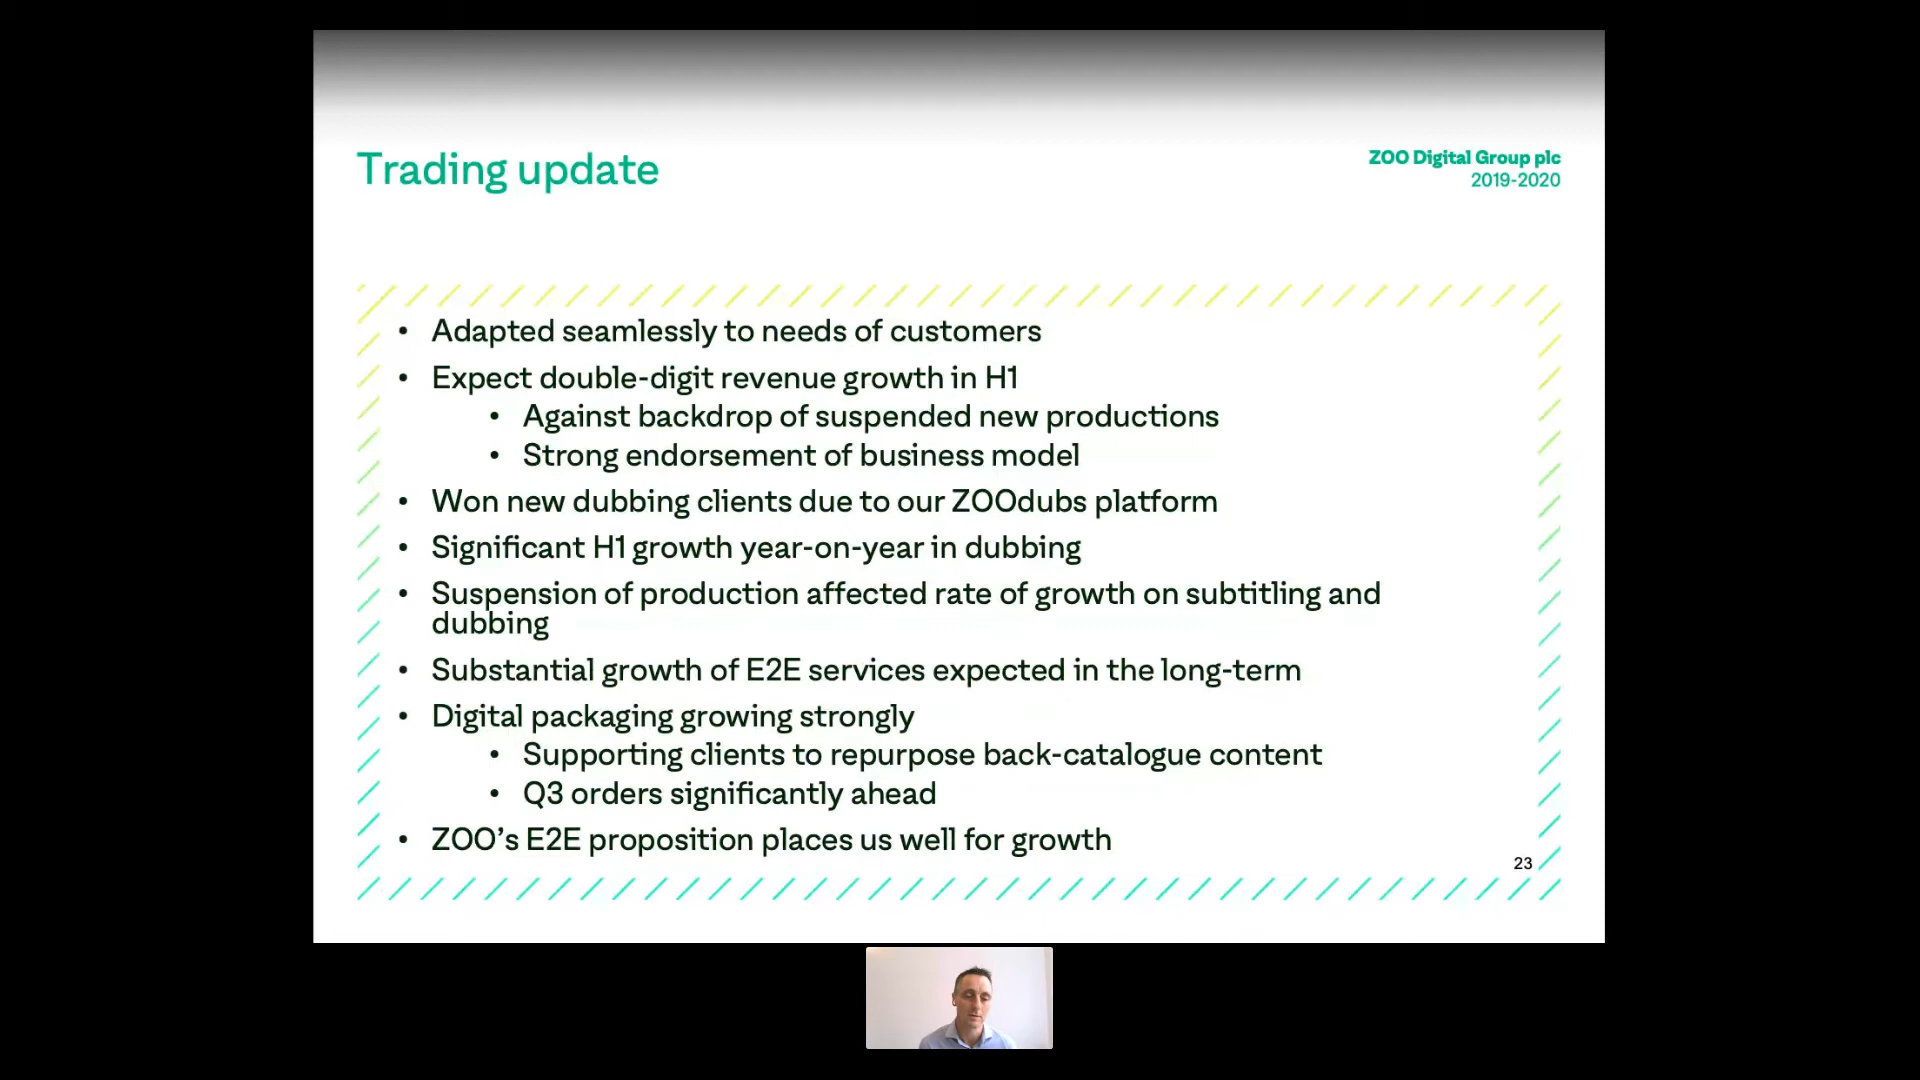 Trading update
ZOO Digital Group plc
2019-2020
• Adapted seamlessly to needs of customers
• Expect double-digit revenue growth in H1
• Against backdrop of suspended new productions
• Strong endorsement of business model
• Won new dubbing clients due to our ZOOdubs platform
• Significant H1 growth year-on-year in dubbing
• Suspension of production affected rate of growth on subtitling and
dubbing
• Substantial growth of E2E services expected in the long-term
• Digital packaging growing strongly
• Supporting clients to repurpose back-catalogue content
• Q3 orders significantly ahead
• ZOO’s E2E proposition places us well for growth
23